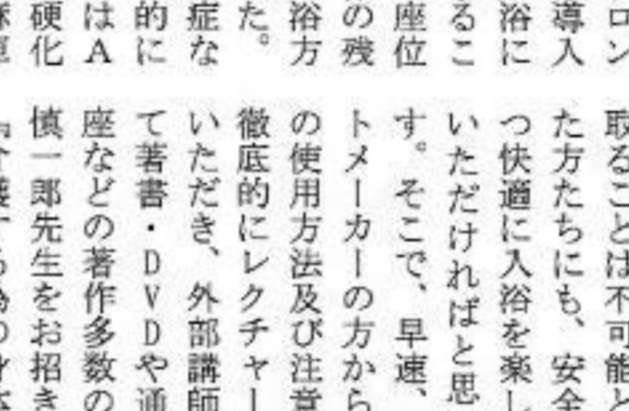 ロン
導入
浴に
るこ
座位
の残
浴方
た。
症な
的に
はA
硬化
取ることは不可能と
た方たちにも、安全
つ快適に入浴を楽し
いただければと思
す。そこで、早速、
トメーカーの方から
の使用方法及び注意
徹底的にレクチャー
いただき、外部講師
て著書・DVDや通
座などの著作多数の
慎一郎先生をお招き